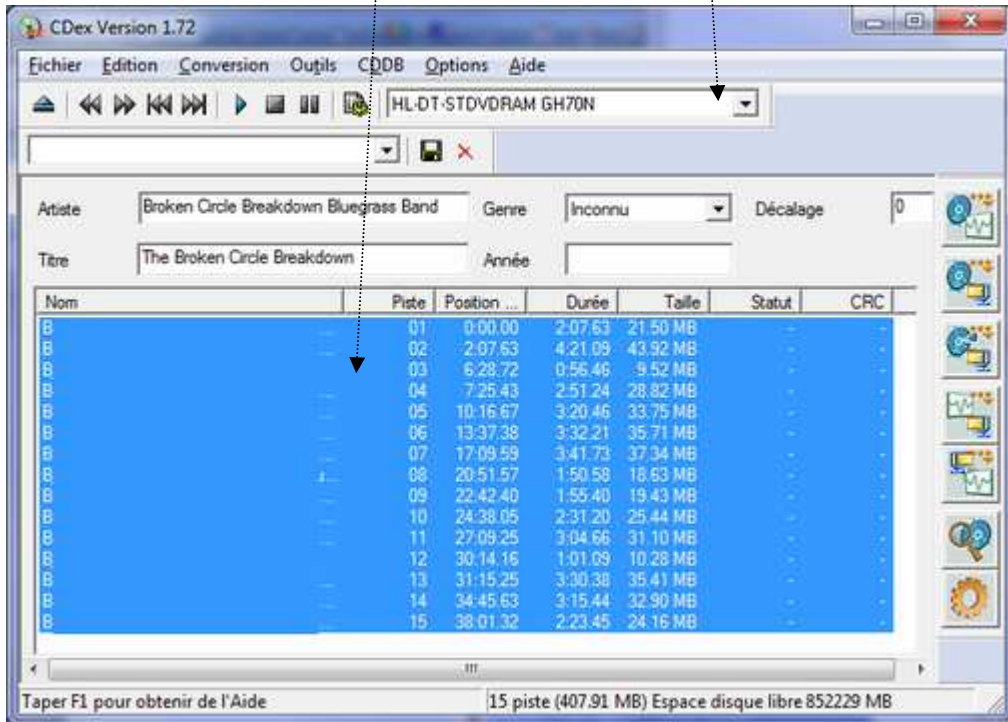 CDex Version 1.72
Fichier Edition Conversion Outils CDDB Options Aide
HL-DT-STDVDRAM GH70N
Artiste Broken Circle Breakdown Bluegrass Band Genre Inconnu Décalage 0
Titre The Broken Circle Breakdown Année
Nom Piste Position ... Durée Taille Statut CRC
B ... 01 0:00.00 2:07.63 21.50 MB - -
B ... 02 2:07.63 4:21.09 43.92 MB - -
B 03 6:28.72 0:56.46 9.52 MB - -
B ... 04 7:25.43 2:51.24 28.82 MB - -
B ... 05 10:16.67 3:20.46 33.75 MB - -
B 06 13:37.38 3:32.21 35.71 MB - -
B ... 07 17:09.59 3:41.73 37.34 MB - -
B ... 08 20:51.57 1:50.58 18.63 MB - -
B ... 09 22:42.40 1:55.40 19.43 MB - -
B ... 10 24:38.05 2:31.20 25.44 MB - -
B 11 27:09.25 3:04.66 31.10 MB - -
B 12 30:14.16 1:01.09 10.28 MB - -
B ... 13 31:15.25 3:30.38 35.41 MB - -
B ... 14 34:45.63 3:15.44 32.90 MB - -
B 15 38:01.32 2:23.45 24.16 MB - -
Taper F1 pour obtenir de l'Aide 15 piste (407.91 MB) Espace disque libre 852229 MB